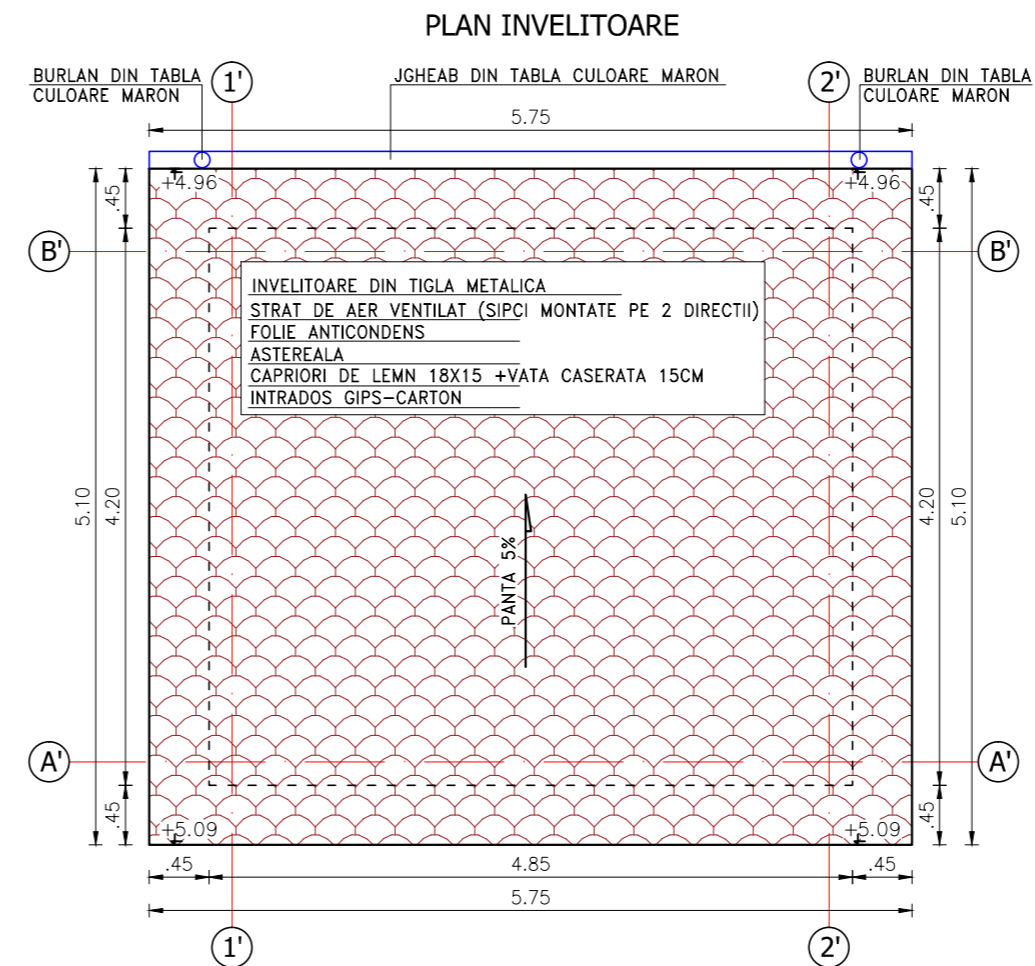 PLAN INVELITOARE
BURLAN DIN TABLA
CULOARE MARON
1'
JGHEAB DIN TABLA CULOARE MARON
2'
BURLAN DIN TABLA
CULOARE MARON
5.75
+4.96
+4.96
.45
.45
B'
B'
INVELITOARE DIN TIGLA METALICA
STRAT DE AER VENTILAT (SIPCI MONTATE PE 2 DIRECTII)
FOLIE ANTICONDENS
ASTEREALA
CAPRIORI DE LEMN 18X15 +VATA CASERATA 15CM
INTRADOS GIPS-CARTON
5.10
4.20
PANTA 5%
4.20
5.10
A'
A'
.45
.45
+5.09
+5.09
.45
4.85
.45
5.75
1'
2'